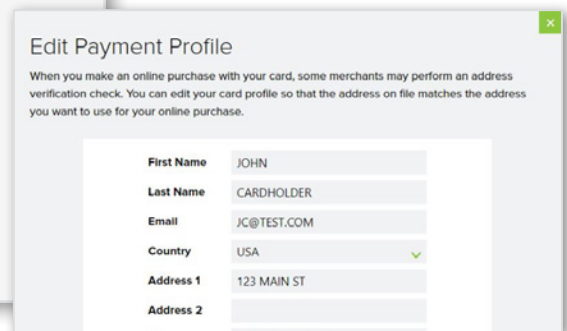 Edit Payment Profile
When you make an online purchase with your card, some merchants may perform an address
verification check. You can edit your card profile so that the address on file matches the address
you want to use for your online purchase.
First Name JOHN
Last Name CARDHOLDER
Email JC@TEST.COM
Country USA
Address 1 123 MAIN ST
Address 2